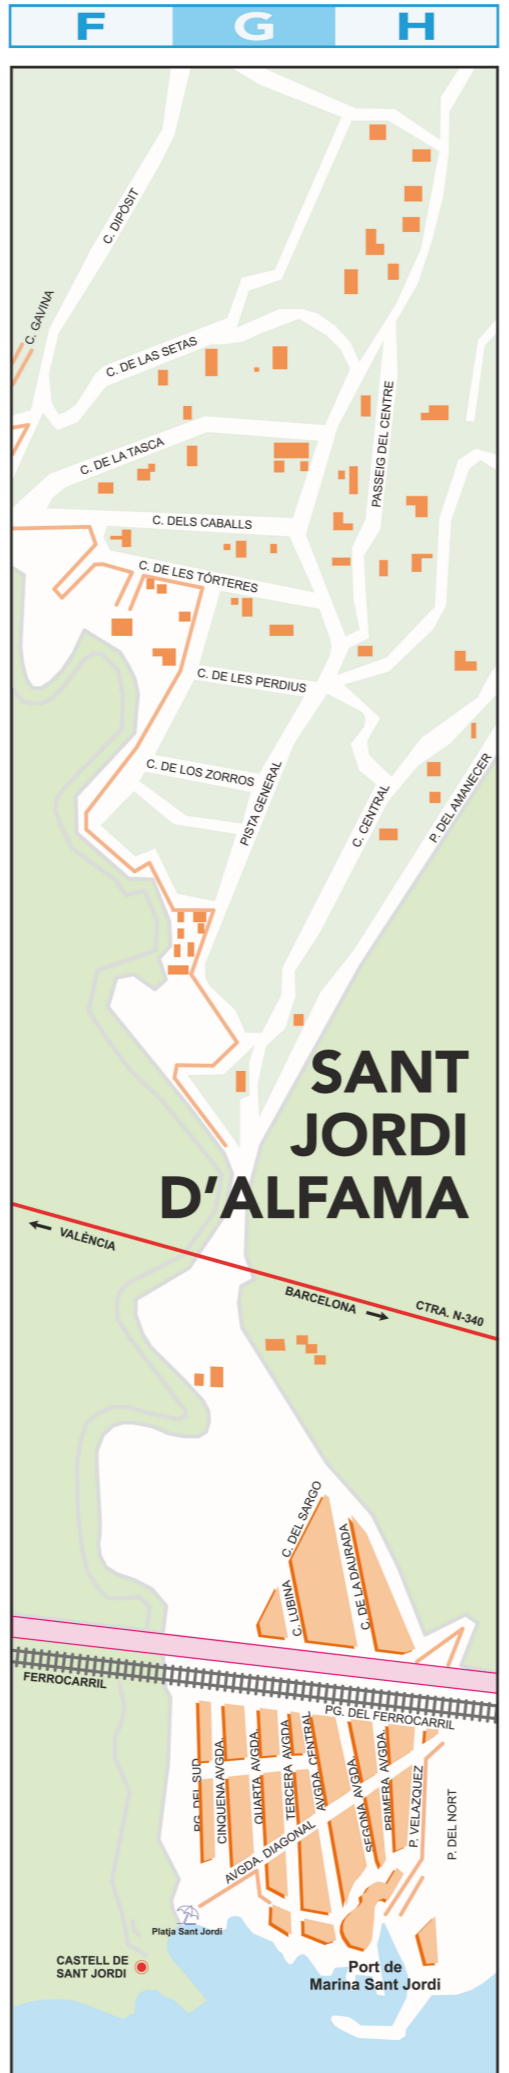 F G H
C. DIPÒSIT
C. GAVINA
C. DE LAS SETAS
PASSEIG DEL CENTRE
C. DE LA TASCA
C. DELS CABALLS
C. DE LES TÓRTERES
C. DE LES PERDIUS
C. DE LOS ZORROS
PISTA GENERAL
C. CENTRAL
P. DEL AMANECER
SANT
JORDI
D'ALFAMA
VALÈNCIA
BARCELONA
CTRA. N-340
C. DEL SARGO
C. LUBINA
C. DE LA DAURADA
FERROCARRIL
PG. DEL FERROCARRIL
PG. DEL SUD
CINQUENA AVGDA.
QUARTA AVGDA.
TERCERA AVGDA.
AVGDA. CENTRAL
SEGONA AVGDA.
PRIMERA AVGDA.
P. VELAZQUEZ
P. DEL NORT
AVGDA. DIAGONAL
Platja Sant Jordi
CASTELL DE
SANT JORDI
Port de
Marina Sant Jordi